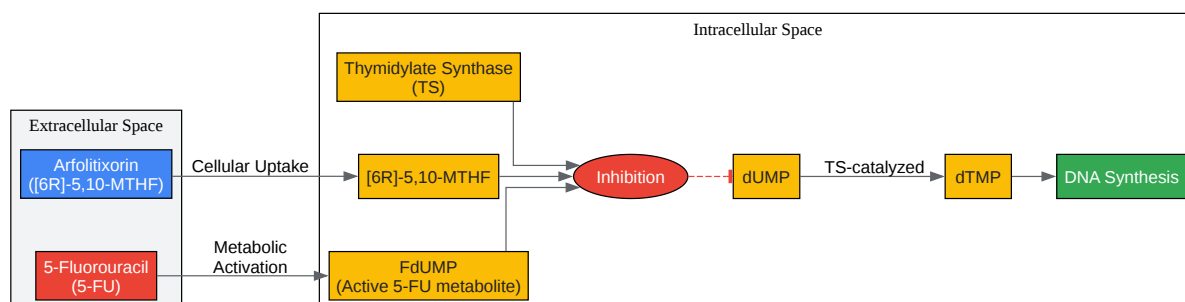 Intracellular Space
Thymidylate Synthase
(TS)
Extracellular Space
Arfolitixorin
([6R]-5,10-MTHF)
Cellular Uptake
[6R]-5,10-MTHF
Inhibition
dUMP
TS-catalyzed
dTMP
DNA Synthesis
5-Fluorouracil
(5-FU)
Metabolic
Activation
FdUMP
(Active 5-FU metabolite)